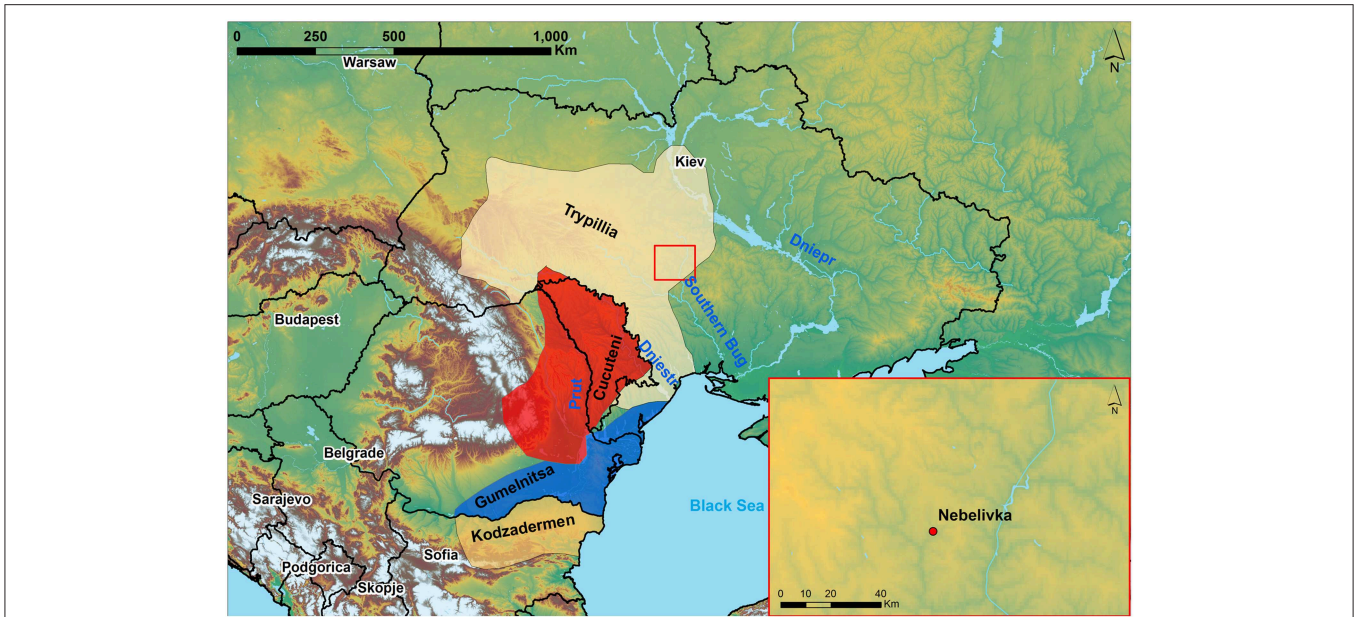 0 250 500 1,000
Km
Warsaw
N
Kiev
Trypillia
Dniepr
Southern Bug
Budapest
Cucuteni
Dniestr
Prut
Belgrade
Gumelnitsa
Sarajevo
Black Sea
Kodzadermen
Sofia
Podgorica
Skopje
N
Nebelivka
0 10 20 40
Km